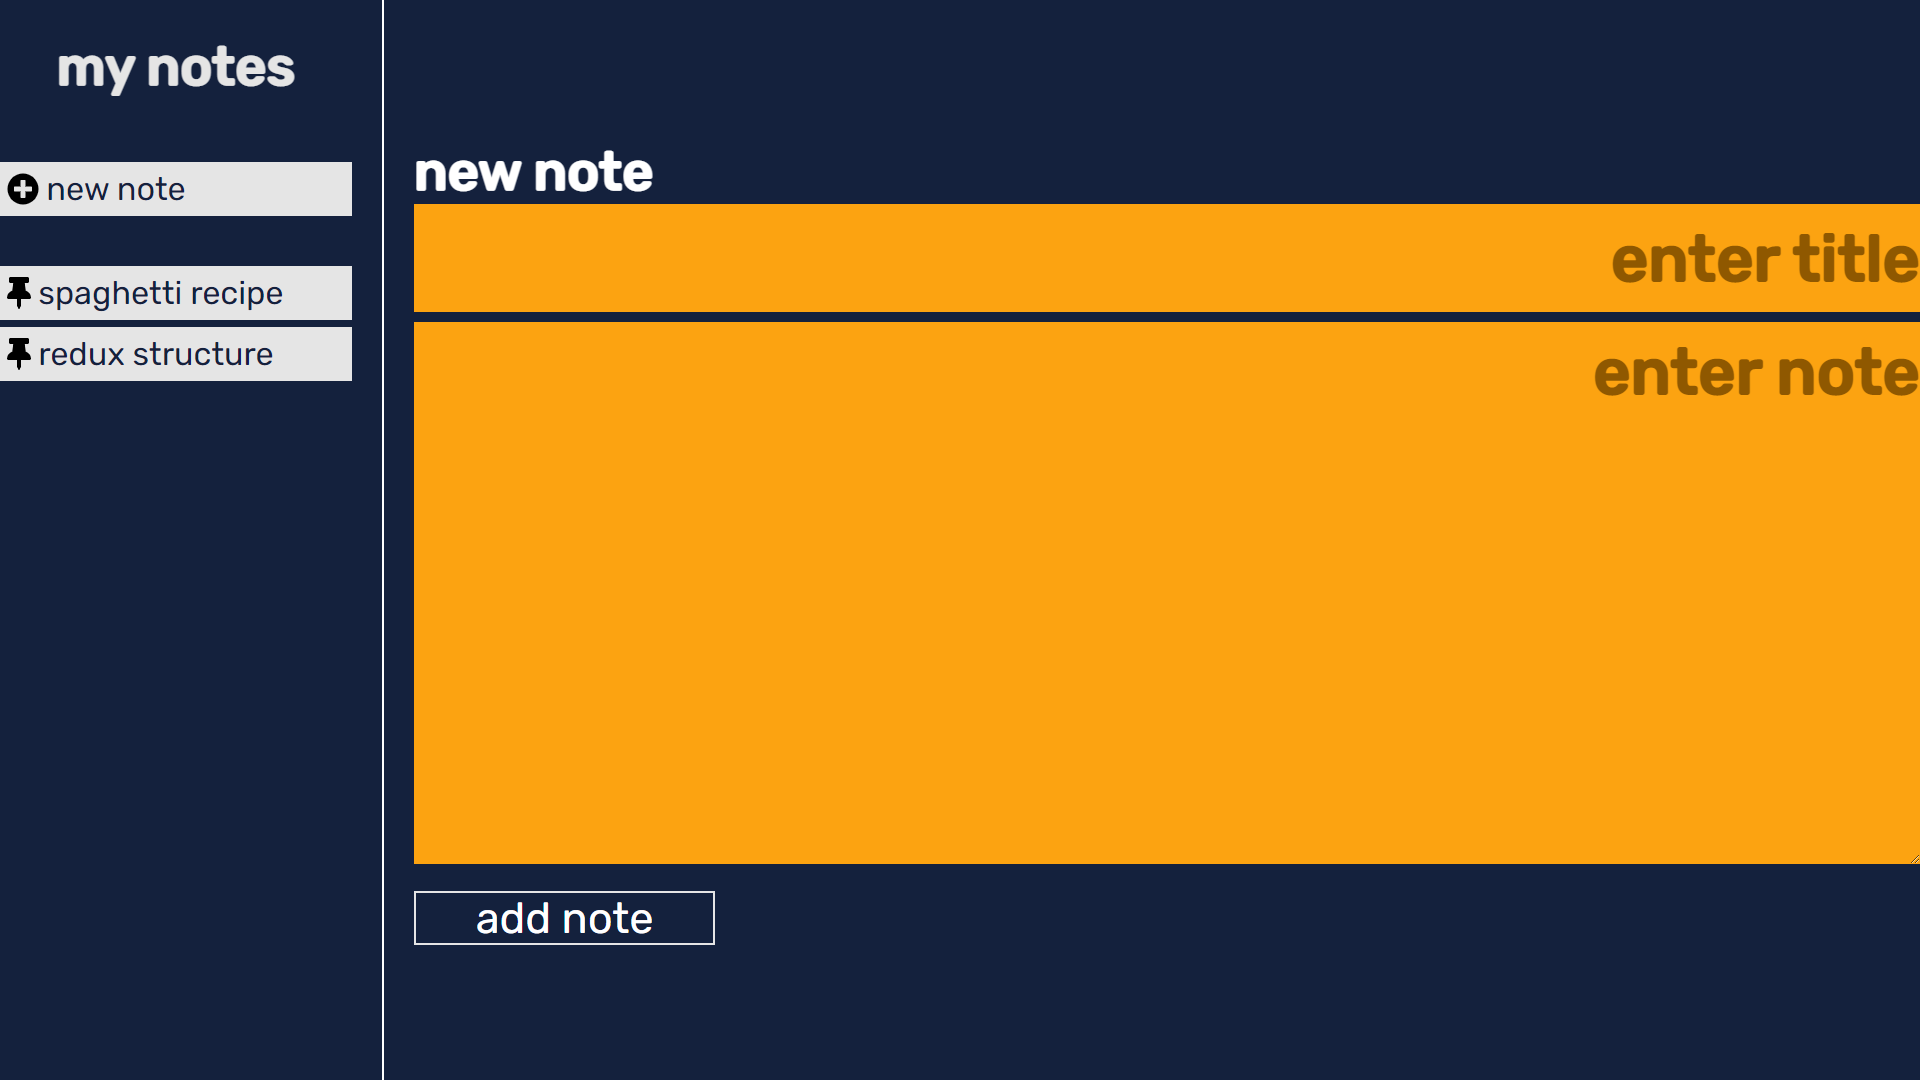 my notes
new note
spaghetti recipe
redux structure
new note
enter title
enter note
add note